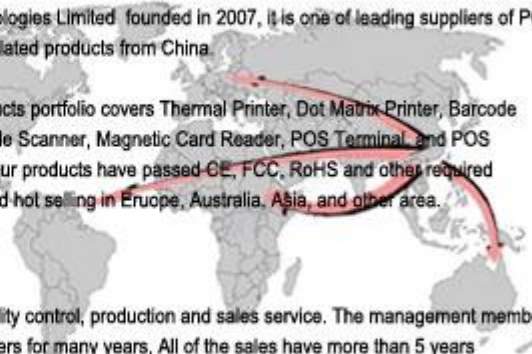 ologies Limited founded in 2007, it is one of leading suppliers of P
lated products from China.
cts portfolio covers Thermal Printer, Dot Matrix Printer, Barcode
le Scanner, Magnetic Card Reader, POS Terminal, and POS
ur products have passed CE, FCC, RoHS and other required
d hot selling in Eruope, Australia, Asia, and other area.
lity control, production and sales service. The management memb
ers for many years, All of the sales have more than 5 years